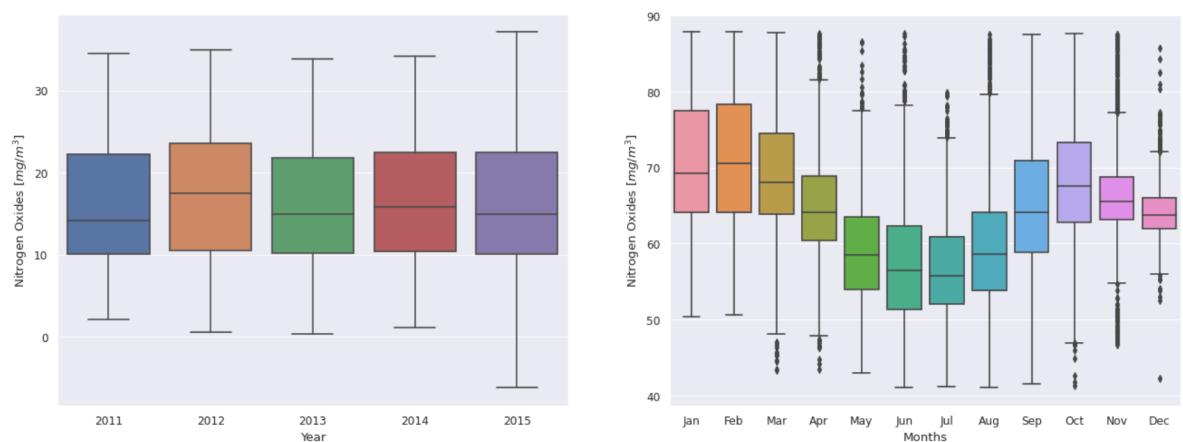 Nitrogen Oxides [mg/m³]
30
20
10
0
2011 2012 2013 2014 2015
Year
Nitrogen Oxides [mg/m³]
90
80
70
60
50
40
Jan Feb Mar Apr May Jun Jul Aug Sep Oct Nov Dec
Months